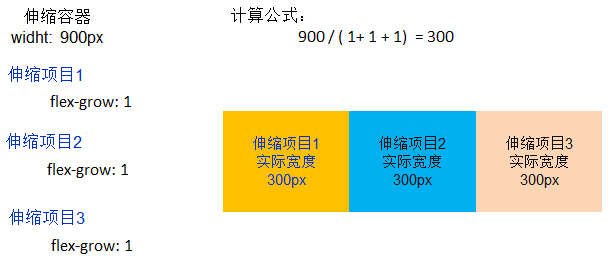 伸缩容器
widht: 900px
计算公式：
900 / ( 1+ 1 + 1) = 300
伸缩项目1
flex-grow: 1
伸缩项目2
flex-grow: 1
伸缩项目3
flex-grow: 1
伸缩项目1
实际宽度
300px
伸缩项目2
实际宽度
300px
伸缩项目3
实际宽度
300px